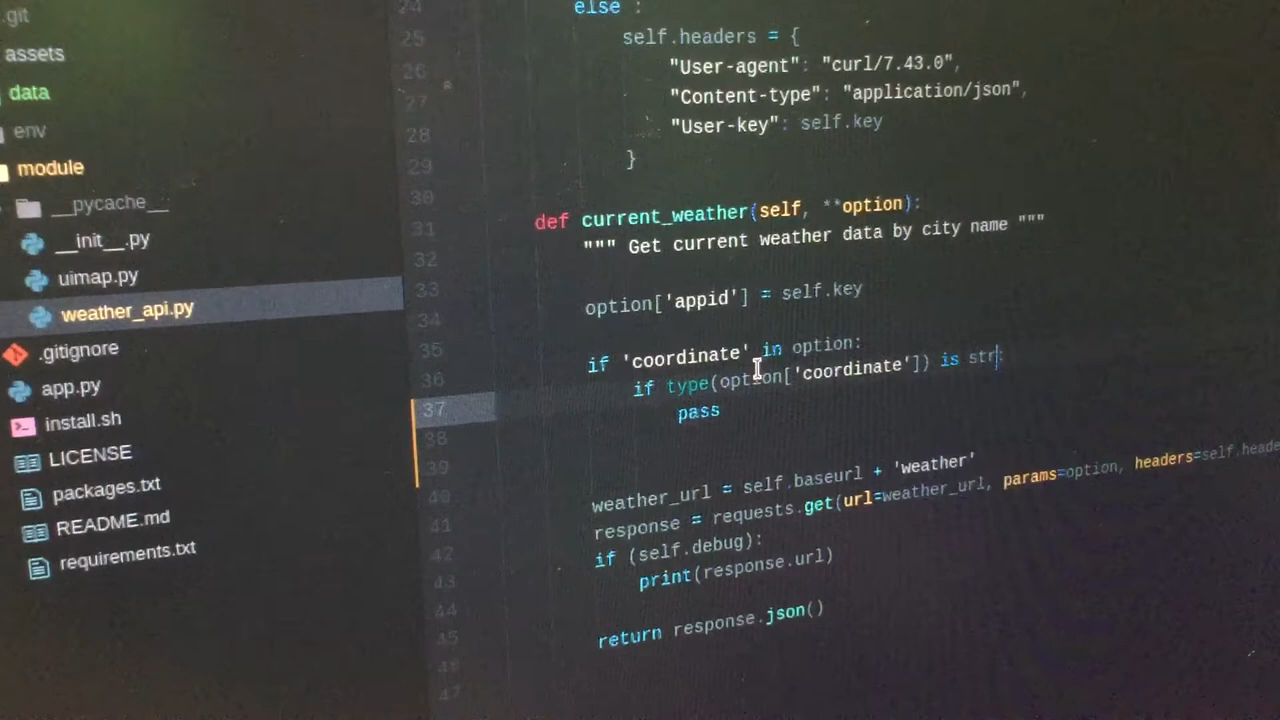 .git
assets
data
env
module
__pycache__
__init__.py
uimap.py
weather_api.py
.gitignore
app.py
install.sh
LICENSE
packages.txt
README.md
requirements.txt
24 else :
25 self.headers = {
26 "User-agent": "curl/7.43.0",
27 "Content-type": "application/json",
28 "User-key": self.key
29 }
30
31 def current_weather(self, **option):
32 """ Get current weather data by city name """
33
34 option['appid'] = self.key
35
36 if 'coordinate' in option:
37 if type(option['coordinate']) is str:
38 pass
39
40
41 weather_url = self.baseurl + 'weather'
42 response = requests.get(url=weather_url, params=option, headers=self.heade
43 if (self.debug):
44 print(response.url)
45
46 return response.json()
47